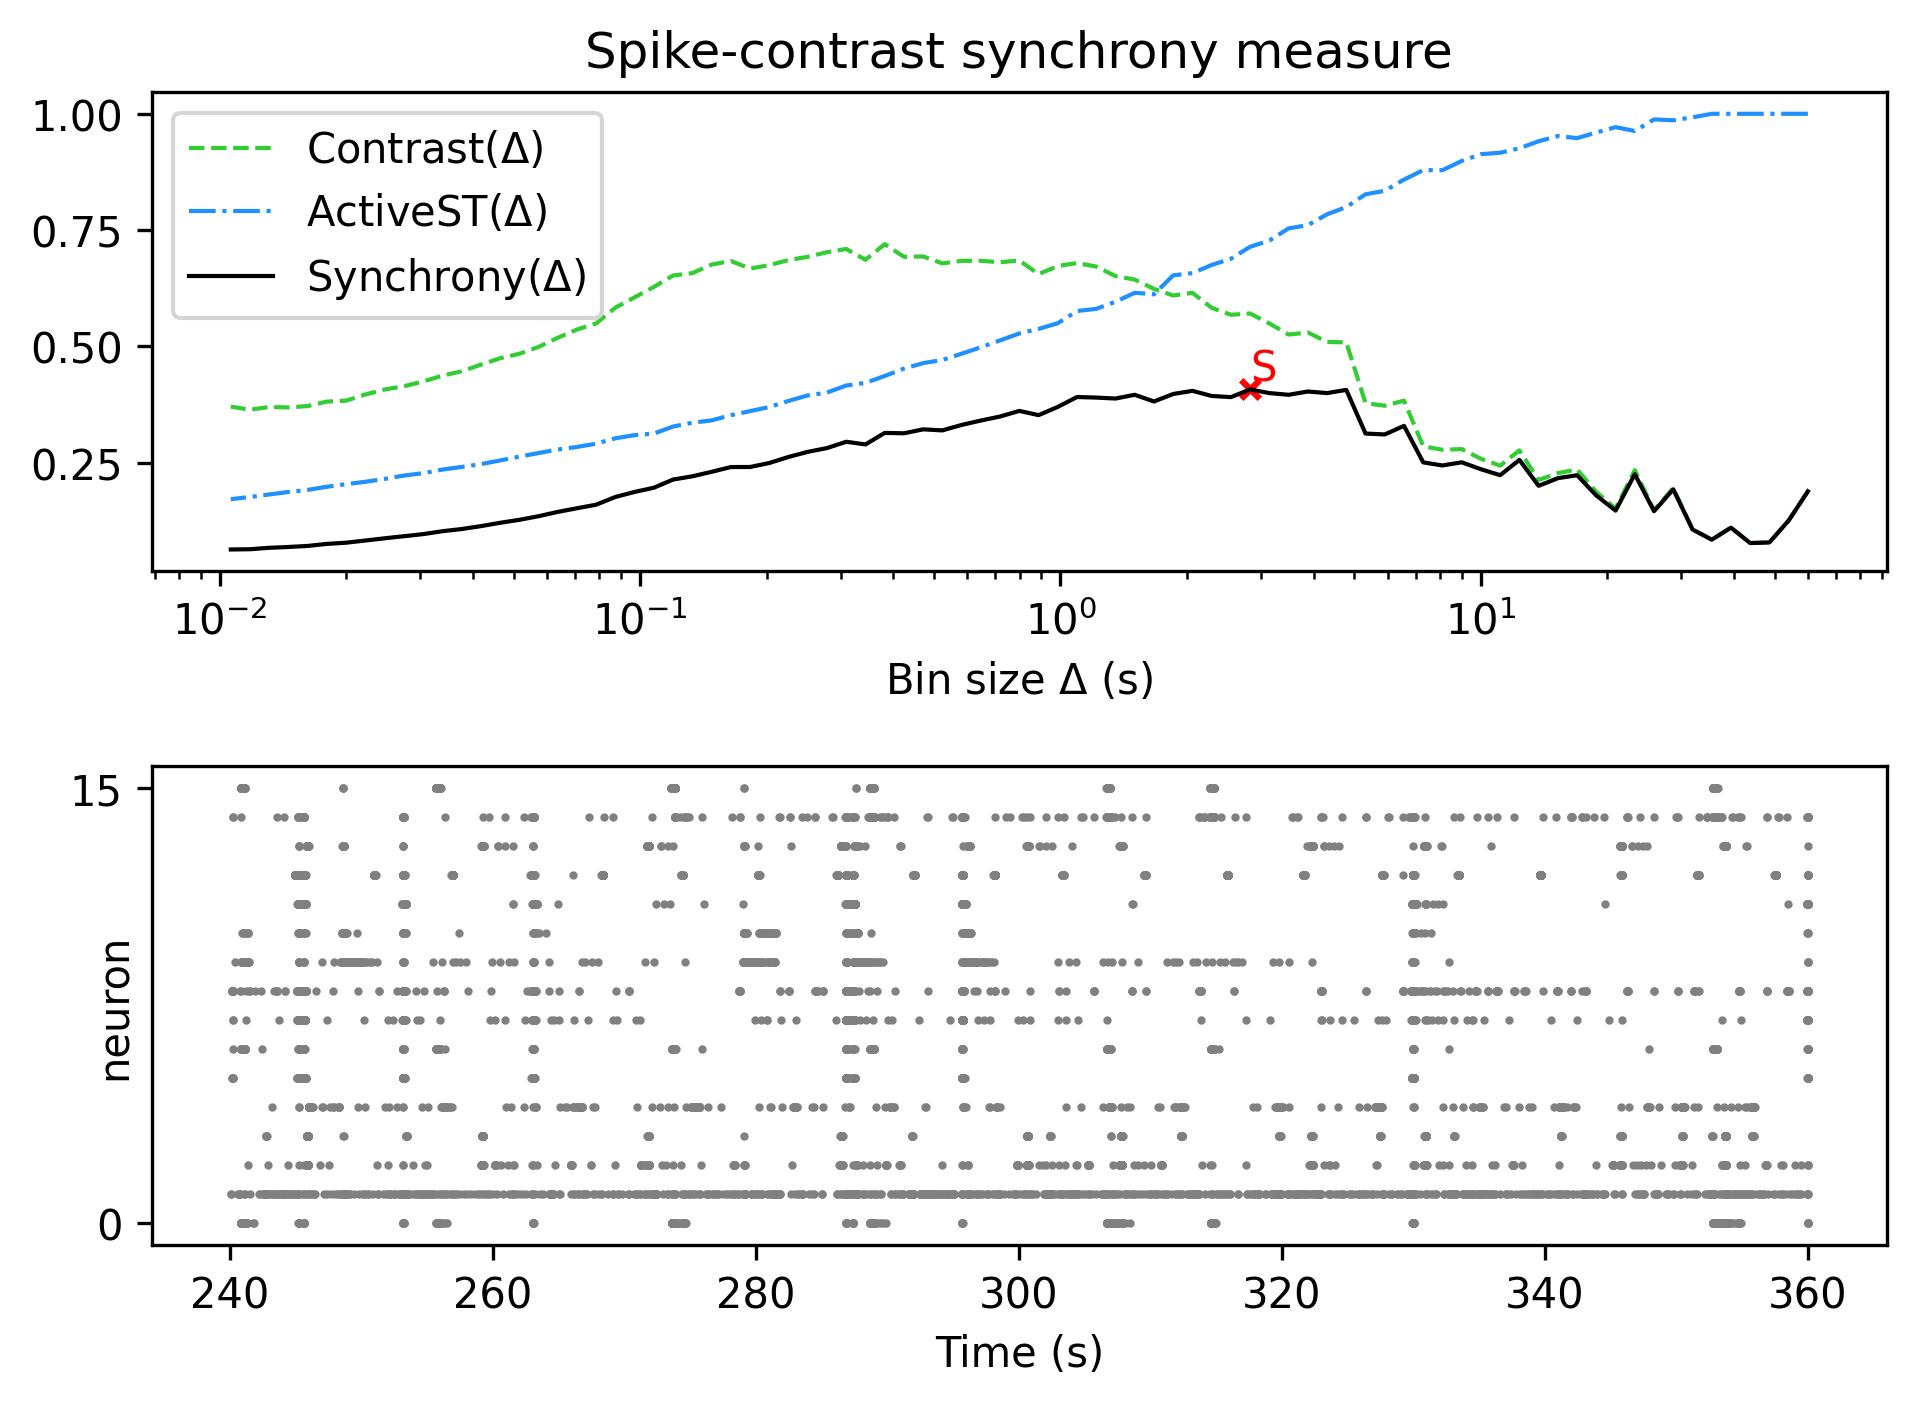 Spike-contrast synchrony measure
1.00
0.75
0.50
0.25
Contrast(Δ)
ActiveST(Δ)
Synchrony(Δ)
S
10⁻² 10⁻¹ 10⁰ 10¹
Bin size Δ (s)
15
0
neuron
240 260 280 300 320 340 360
Time (s)